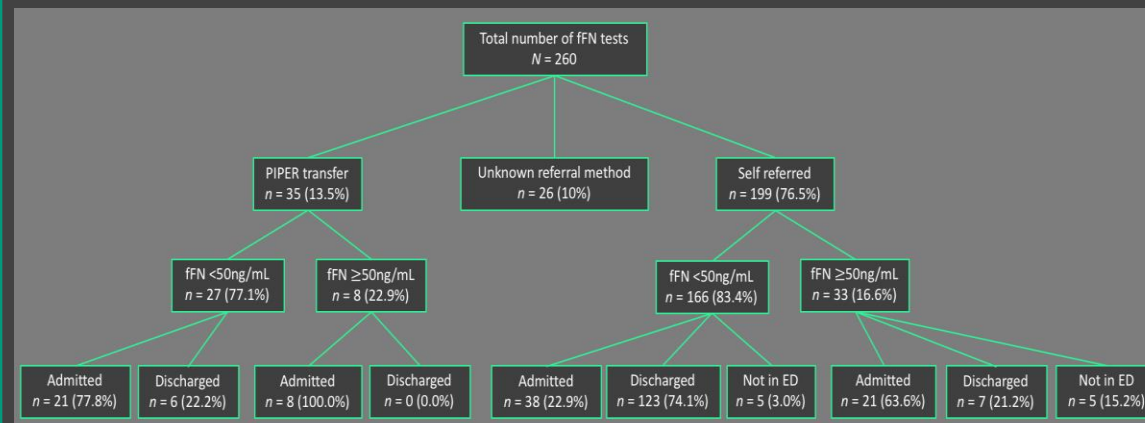 Total number of fFN tests
N = 260
PIPER transfer
n = 35 (13.5%)
Unknown referral method
n = 26 (10%)
Self referred
n = 199 (76.5%)
fFN <50ng/mL
n = 27 (77.1%)
fFN ≥50ng/mL
n = 8 (22.9%)
fFN <50ng/mL
n = 166 (83.4%)
fFN ≥50ng/mL
n = 33 (16.6%)
Admitted
n = 21 (77.8%)
Discharged
n = 6 (22.2%)
Admitted
n = 8 (100.0%)
Discharged
n = 0 (0.0%)
Admitted
n = 38 (22.9%)
Discharged
n = 123 (74.1%)
Not in ED
n = 5 (3.0%)
Admitted
n = 21 (63.6%)
Discharged
n = 7 (21.2%)
Not in ED
n = 5 (15.2%)